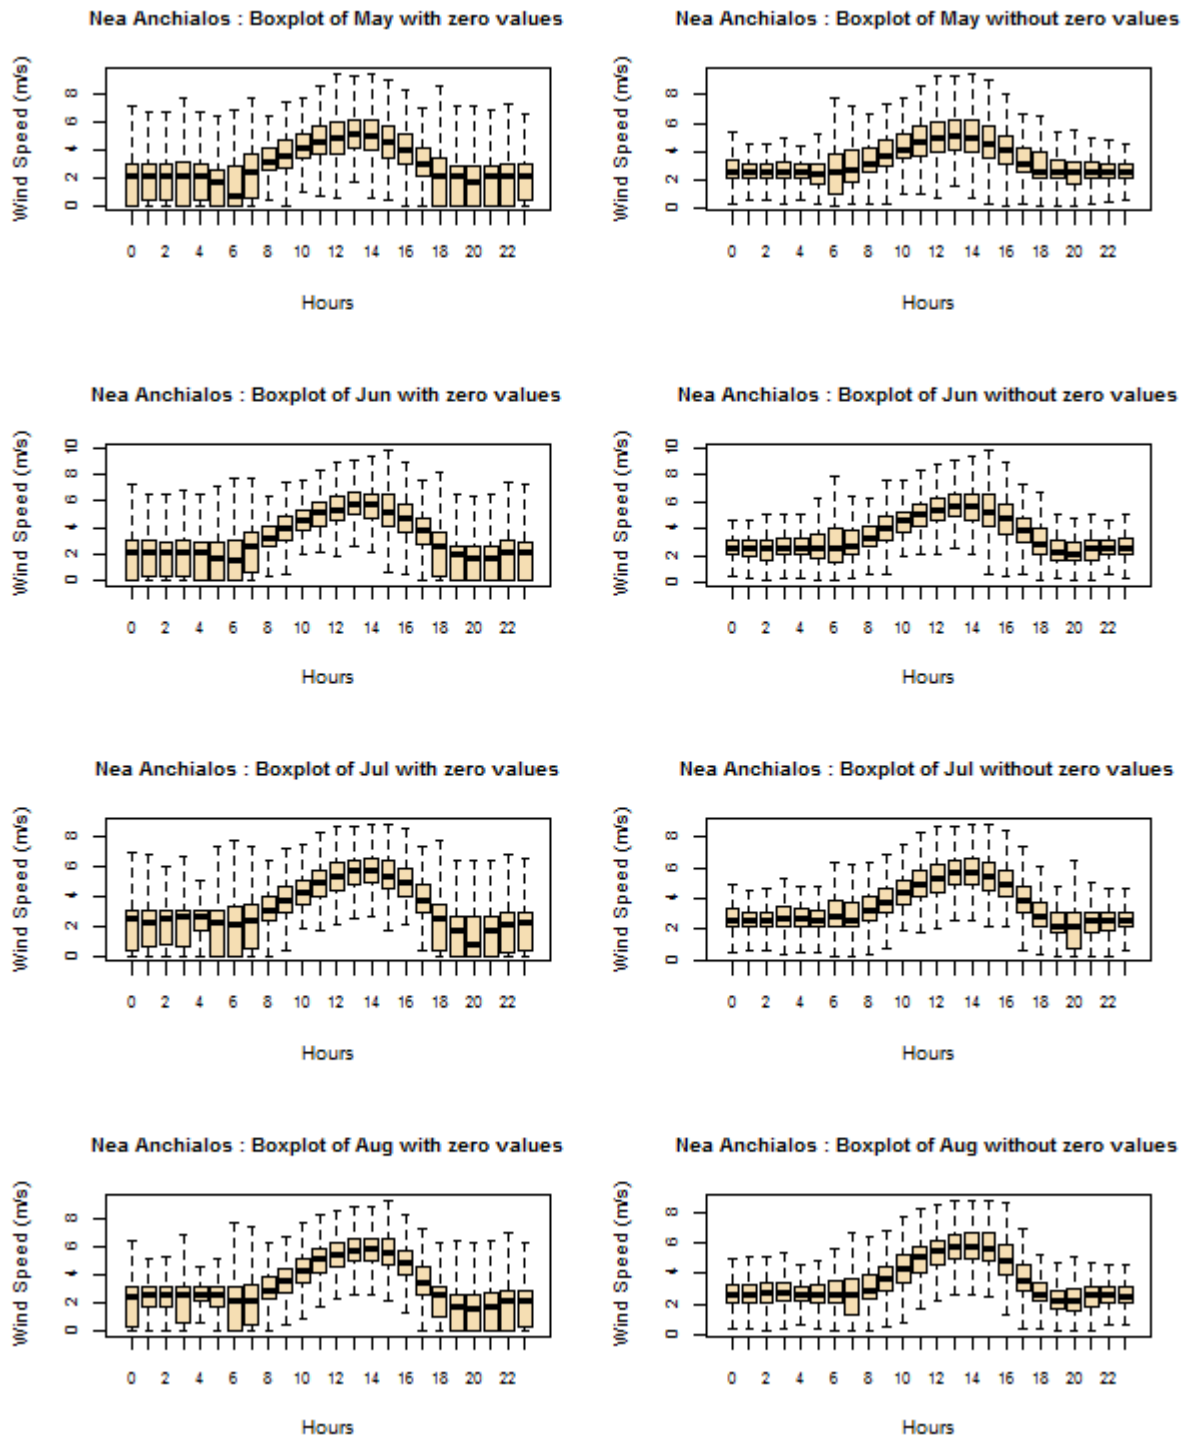 Nea Anchialos : Boxplot of May with zero values
Wind Speed (m/s)
0 2 4 6 8
0 2 4 6 8 10 12 14 16 18 20 22
Hours
Nea Anchialos : Boxplot of May without zero values
Wind Speed (m/s)
0 2 4 6 8
0 2 4 6 8 10 12 14 16 18 20 22
Hours
Nea Anchialos : Boxplot of Jun with zero values
Wind Speed (m/s)
0 2 4 6 8 10
0 2 4 6 8 10 12 14 16 18 20 22
Hours
Nea Anchialos : Boxplot of Jun without zero values
Wind Speed (m/s)
0 2 4 6 8 10
0 2 4 6 8 10 12 14 16 18 20 22
Hours
Nea Anchialos : Boxplot of Jul with zero values
Wind Speed (m/s)
0 2 4 6 8
0 2 4 6 8 10 12 14 16 18 20 22
Hours
Nea Anchialos : Boxplot of Jul without zero values
Wind Speed (m/s)
0 2 4 6 8
0 2 4 6 8 10 12 14 16 18 20 22
Hours
Nea Anchialos : Boxplot of Aug with zero values
Wind Speed (m/s)
0 2 4 6 8
0 2 4 6 8 10 12 14 16 18 20 22
Hours
Nea Anchialos : Boxplot of Aug without zero values
Wind Speed (m/s)
0 2 4 6 8
0 2 4 6 8 10 12 14 16 18 20 22
Hours